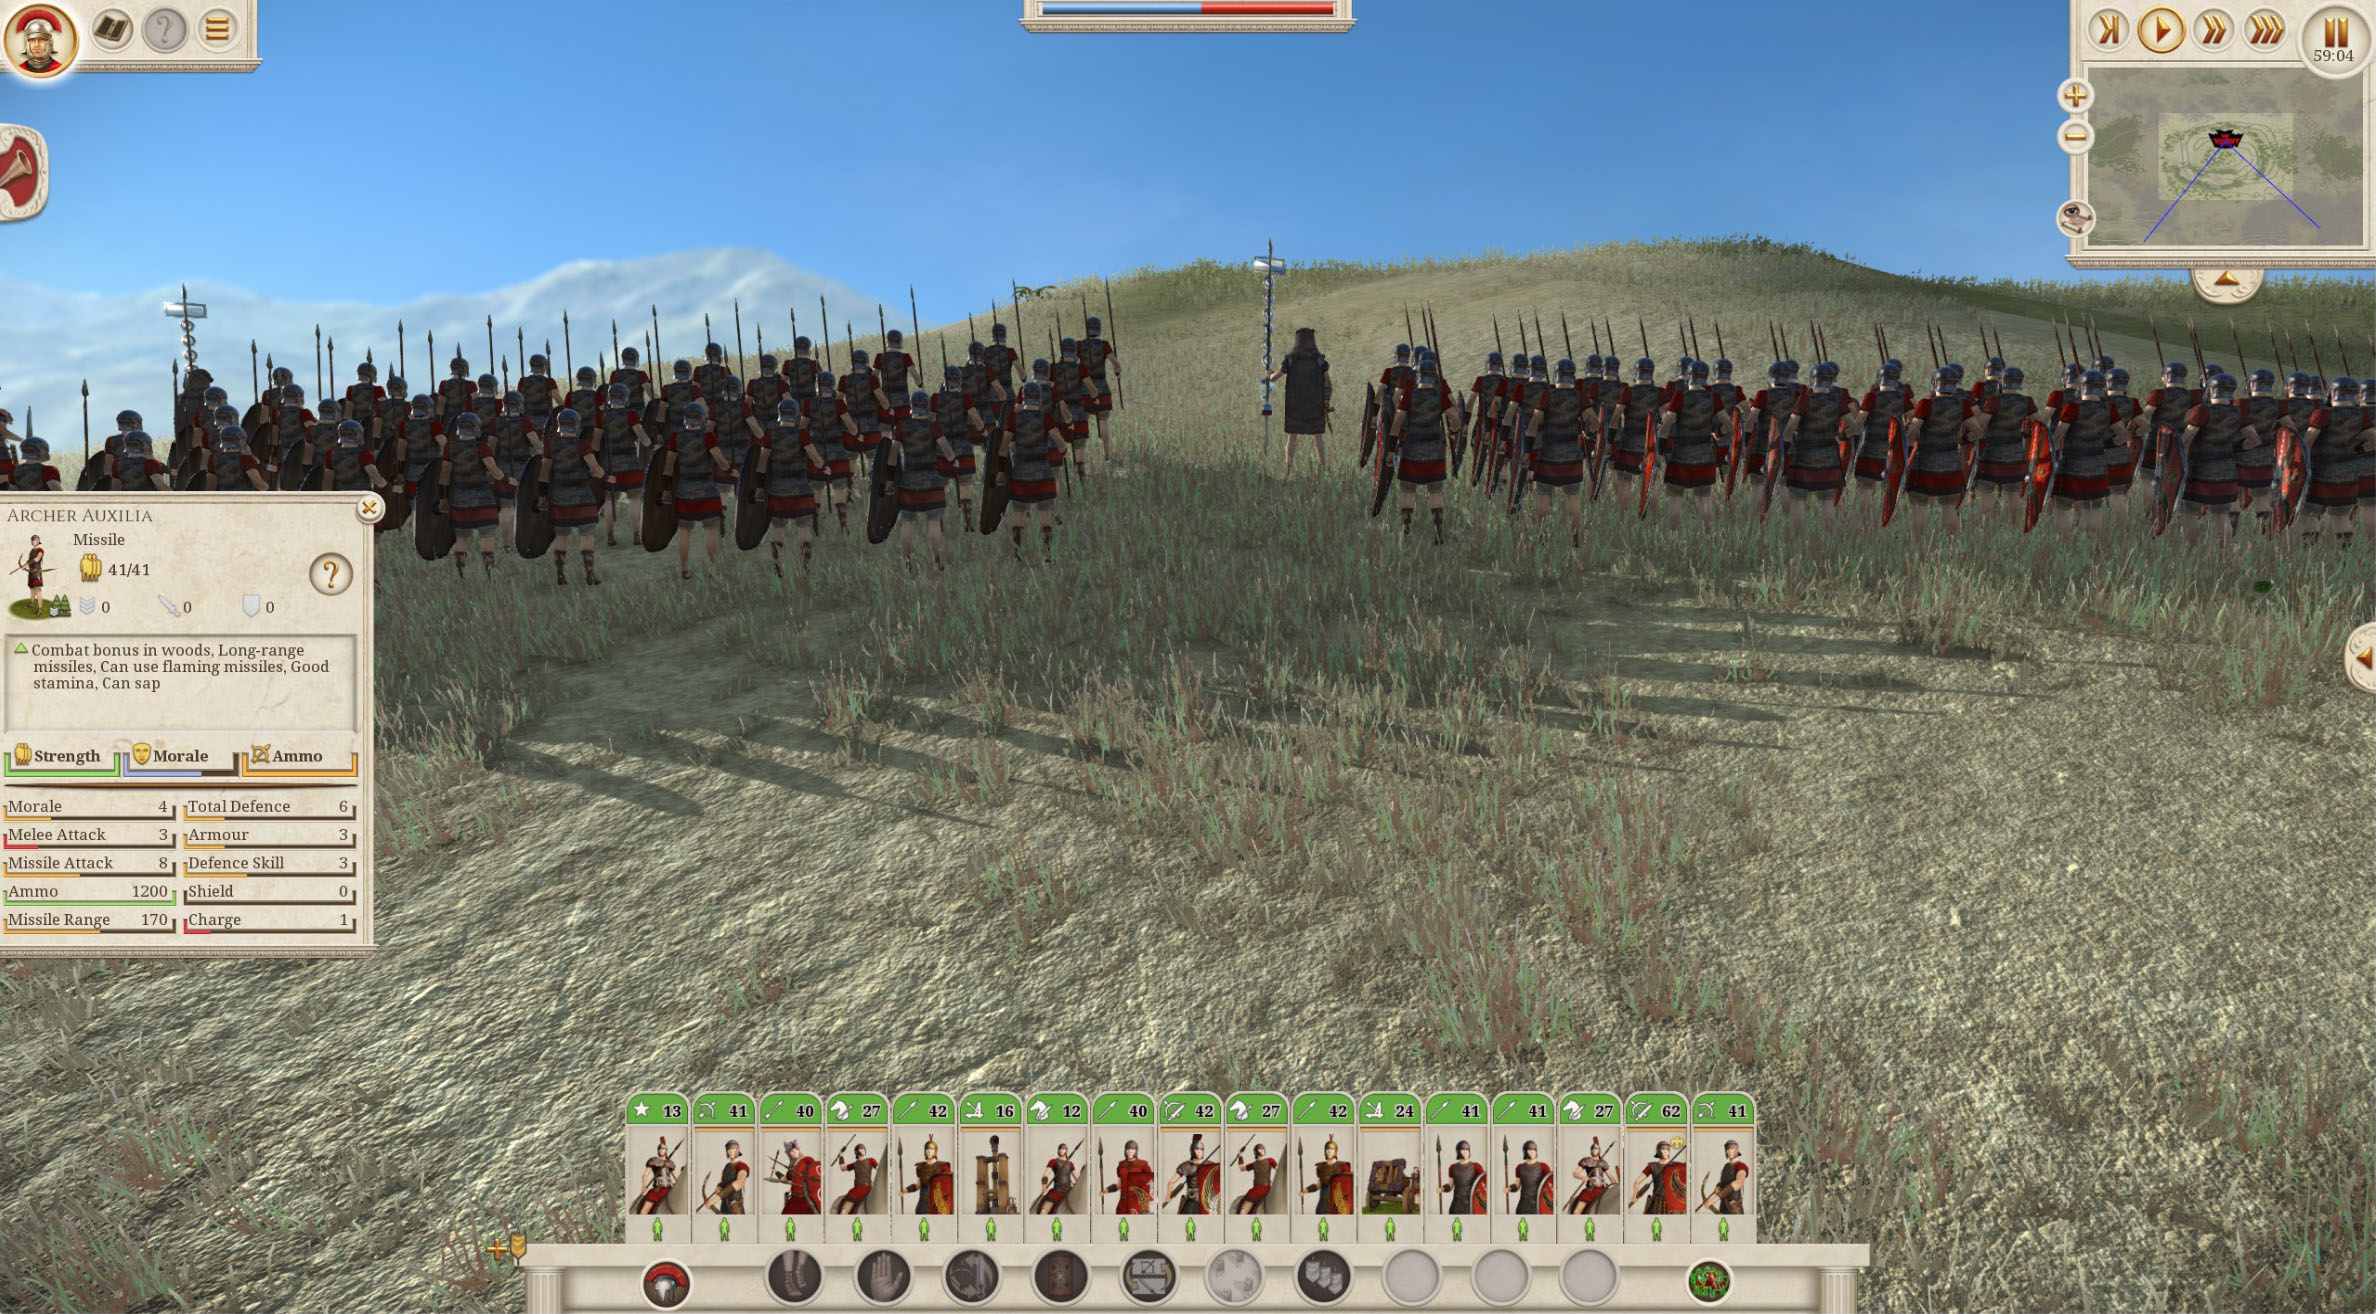 59:04
ARCHER AUXILIA
Missile
41/41
0 0 0
Combat bonus in woods, Long-range
missiles, Can use flaming missiles, Good
stamina, Can sap
Strength Morale Ammo
Morale 4 Total Defence 6
Melee Attack 3 Armour 3
Missile Attack 8 Defence Skill 3
Ammo 1200 Shield 0
Missile Range 170 Charge 1
13 41 40 27 42 16 12 40 42 27 42 24 41 41 27 62 41